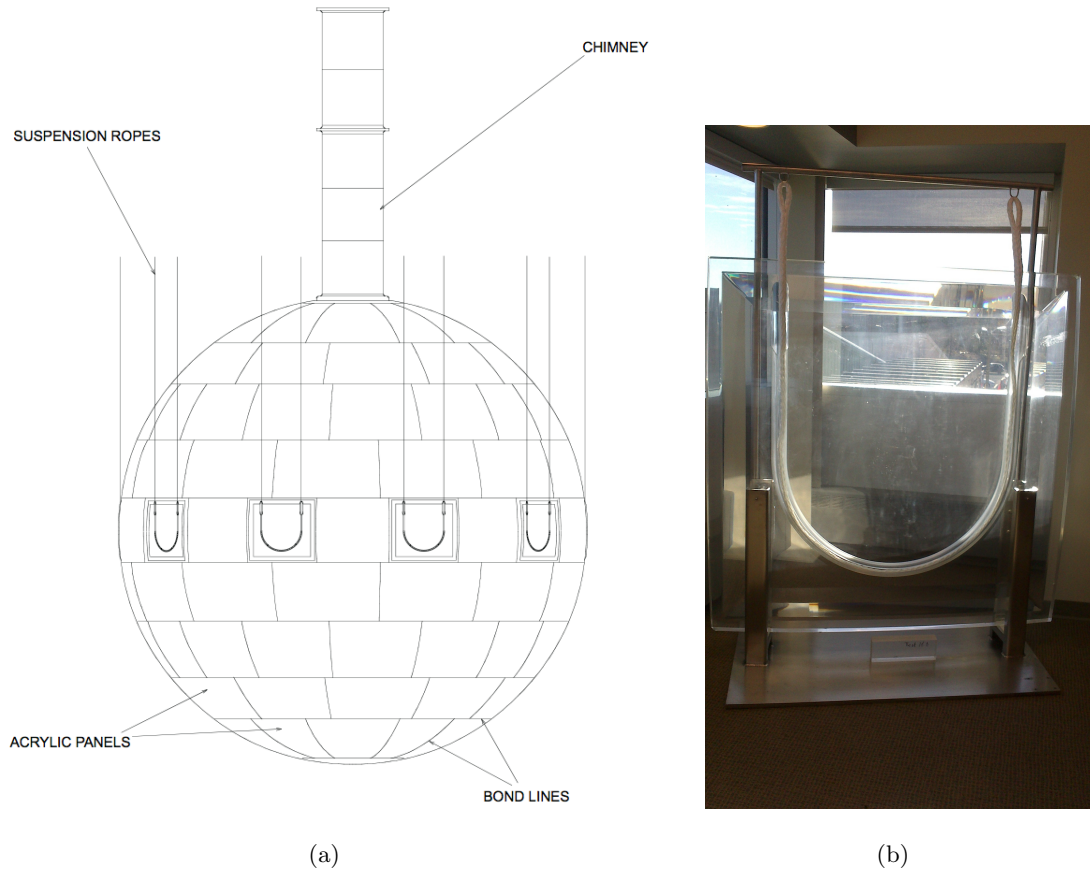 CHIMNEY
SUSPENSION ROPES
ACRYLIC PANELS
BOND LINES
(a)
(b)